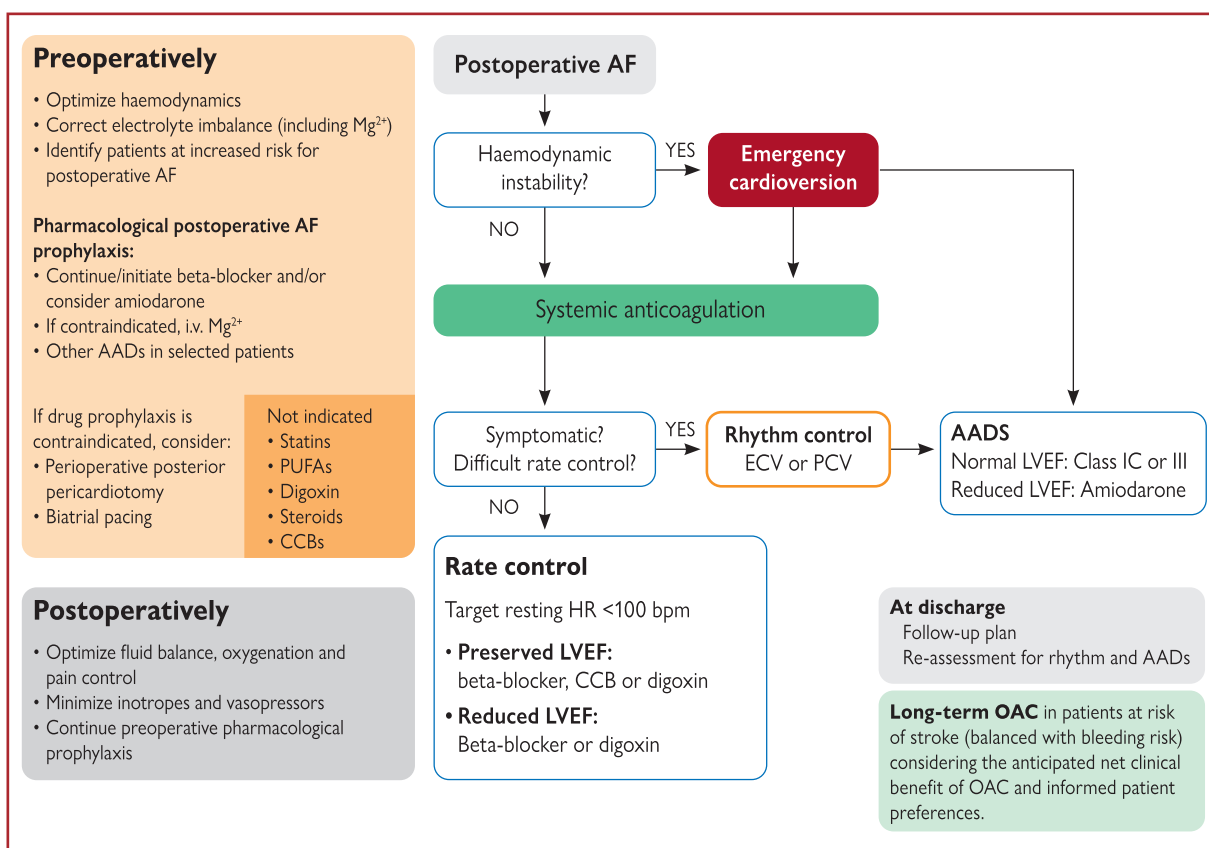 Preoperatively
• Optimize haemodynamics
• Correct electrolyte imbalance (including Mg²⁺)
• Identify patients at increased risk for
postoperative AF
Pharmacological postoperative AF
prophylaxis:
• Continue/initiate beta-blocker and/or
consider amiodarone
• If contraindicated, i.v. Mg²⁺
• Other AADs in selected patients
If drug prophylaxis is
contraindicated, consider:
• Perioperative posterior
pericardiotomy
• Biatrial pacing
Not indicated
• Statins
• PUFAs
• Digoxin
• Steroids
• CCBs
Postoperatively
• Optimize fluid balance, oxygenation and
pain control
• Minimize inotropes and vasopressors
• Continue preoperative pharmacological
prophylaxis
Postoperative AF
Haemodynamic
instability?
YES
Emergency
cardioversion
NO
Systemic anticoagulation
Symptomatic?
Difficult rate control?
YES
Rhythm control
ECV or PCV
AADS
Normal LVEF: Class IC or III
Reduced LVEF: Amiodarone
NO
Rate control
Target resting HR <100 bpm
• Preserved LVEF:
beta-blocker, CCB or digoxin
• Reduced LVEF:
Beta-blocker or digoxin
At discharge
Follow-up plan
Re-assessment for rhythm and AADs
Long-term OAC in patients at risk
of stroke (balanced with bleeding risk)
considering the anticipated net clinical
benefit of OAC and informed patient
preferences.